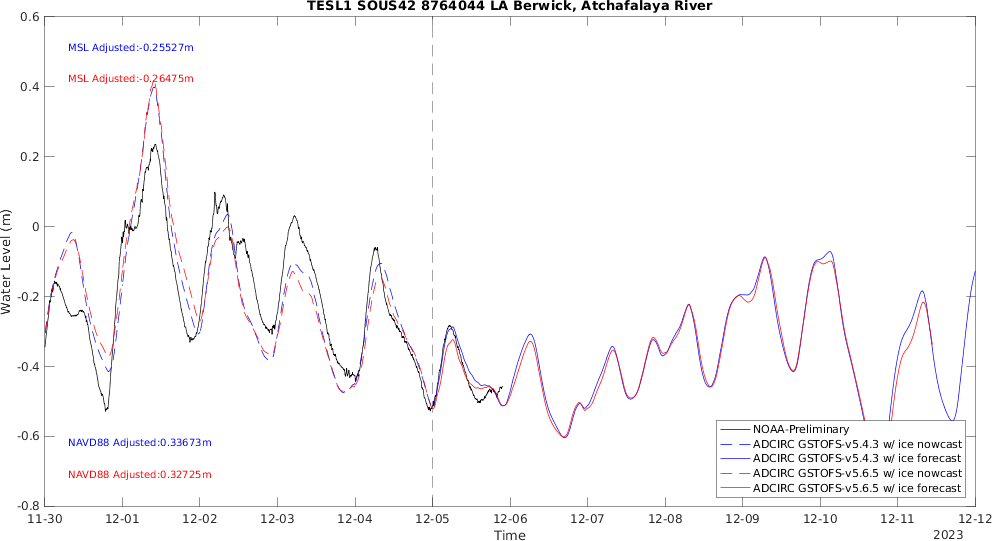 TESL1 SOUS42 8764044 LA Berwick, Atchafalaya River
0.6
MSL Adjusted:-0.25527m
MSL Adjusted:-0.26475m
0.4
0.2
0
-0.2
-0.4
-0.6
-0.8
Water Level (m)
NAVD88 Adjusted:0.33673m
NAVD88 Adjusted:0.32725m
NOAA-Preliminary
ADCIRC GSTOFS-v5.4.3 w/ ice nowcast
ADCIRC GSTOFS-v5.4.3 w/ ice forecast
ADCIRC GSTOFS-v5.6.5 w/ ice nowcast
ADCIRC GSTOFS-v5.6.5 w/ ice forecast
11-30 12-01 12-02 12-03 12-04 12-05 12-06 12-07 12-08 12-09 12-10 12-11 12-12
Time
2023